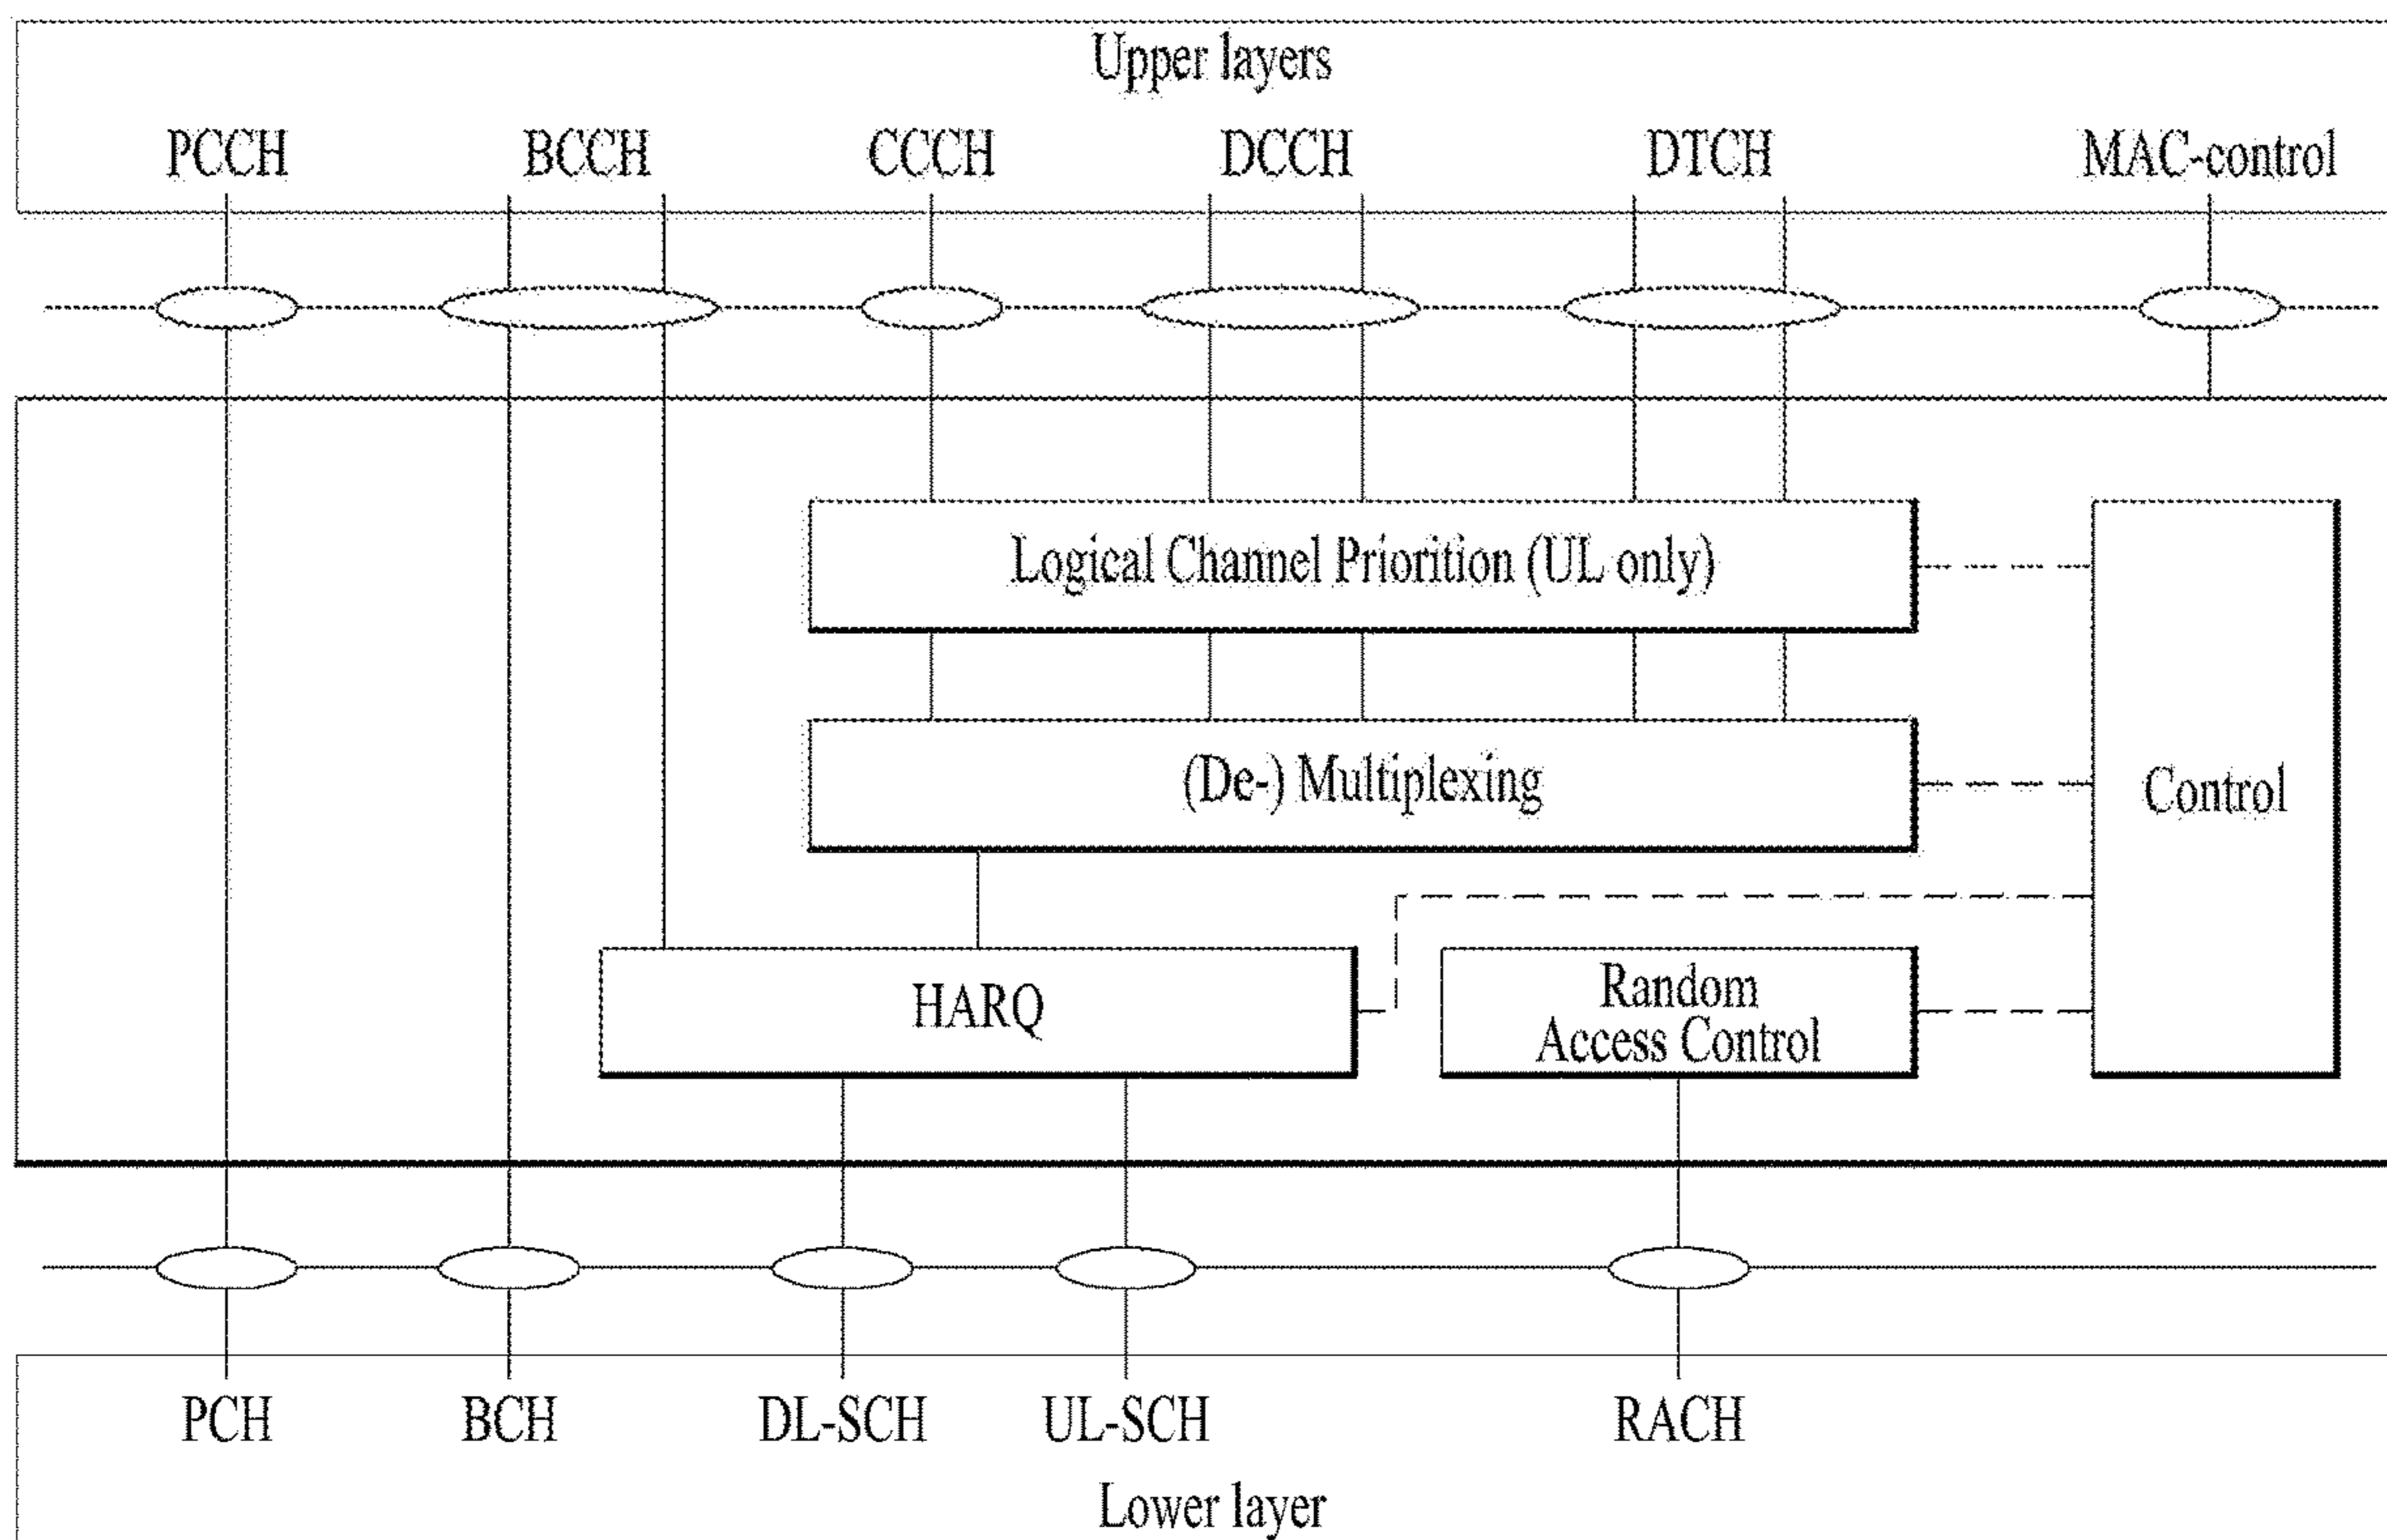 Upper layers
PCCH BCCH CCCH DCCH DTCH MAC-control
Logical Channel Priorition (UL only)
(De-) Multiplexing
Control
HARQ
Random
Access Control
PCH BCH DL-SCH UL-SCH RACH
Lower layer